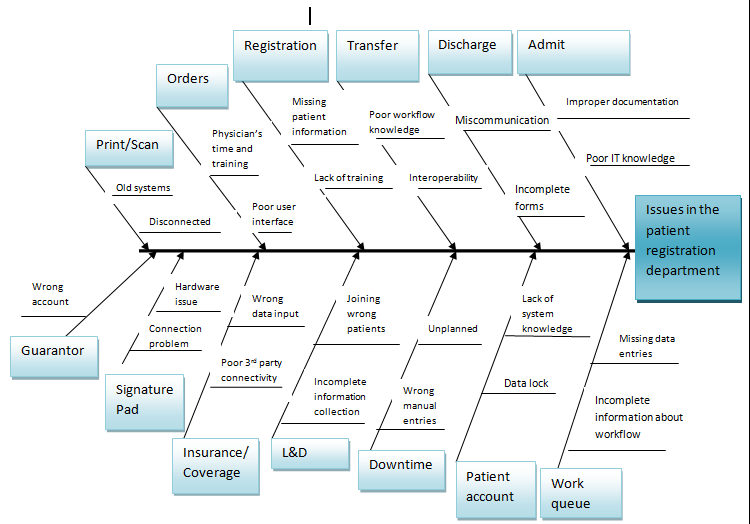 Registration
Transfer
Discharge
Admit
Orders
Print/Scan
Missing
patient
information
Poor workflow
knowledge
Miscommunication
Improper documentation
Physician's
time and
training
Lack of training
Interoperability
Poor IT knowledge
Old systems
Incomplete
forms
Disconnected
Poor user
interface
Issues in the
patient
registration
department
Wrong
account
Hardware
issue
Wrong
data input
Joining
wrong
patients
Unplanned
Lack of
system
knowledge
Missing data
entries
Connection
problem
Guarantor
Poor 3rd party
connectivity
Incomplete
information
collection
Wrong
manual
entries
Data lock
Incomplete
information about
workflow
Signature
Pad
Insurance/
Coverage
L&D
Downtime
Patient
account
Work
queue